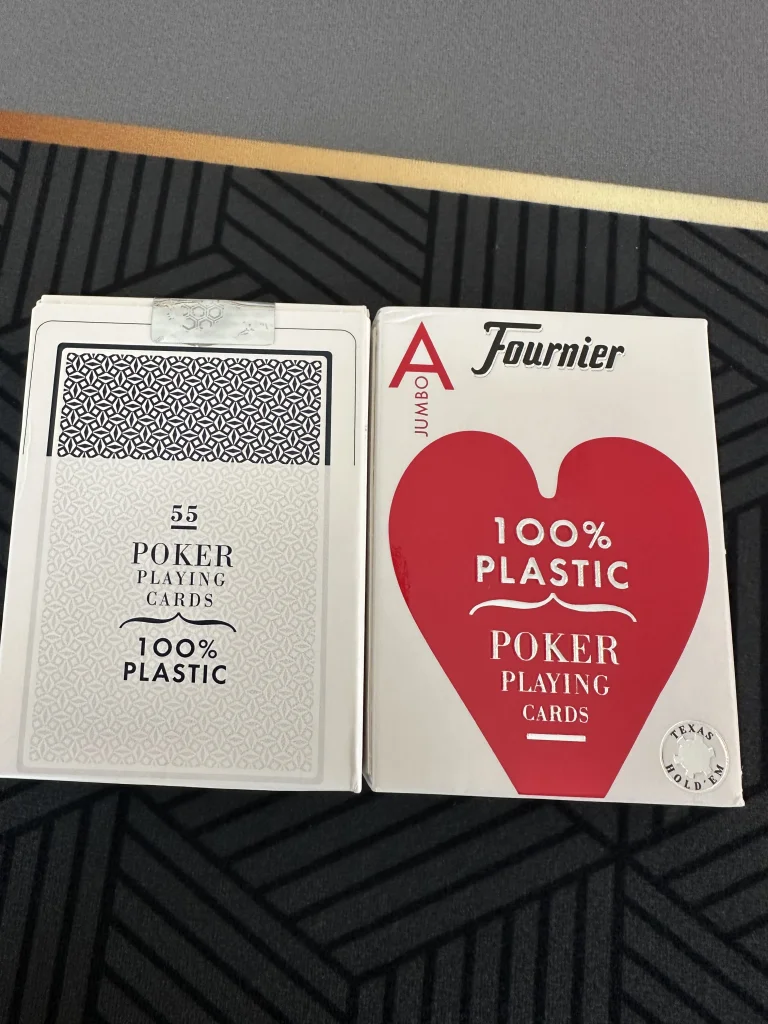 55
POKER
PLAYING
CARDS
100%
PLASTIC
A
JUMBO
Fournier
100%
PLASTIC
POKER
PLAYING
CARDS
TEXAS
HOLD'EM